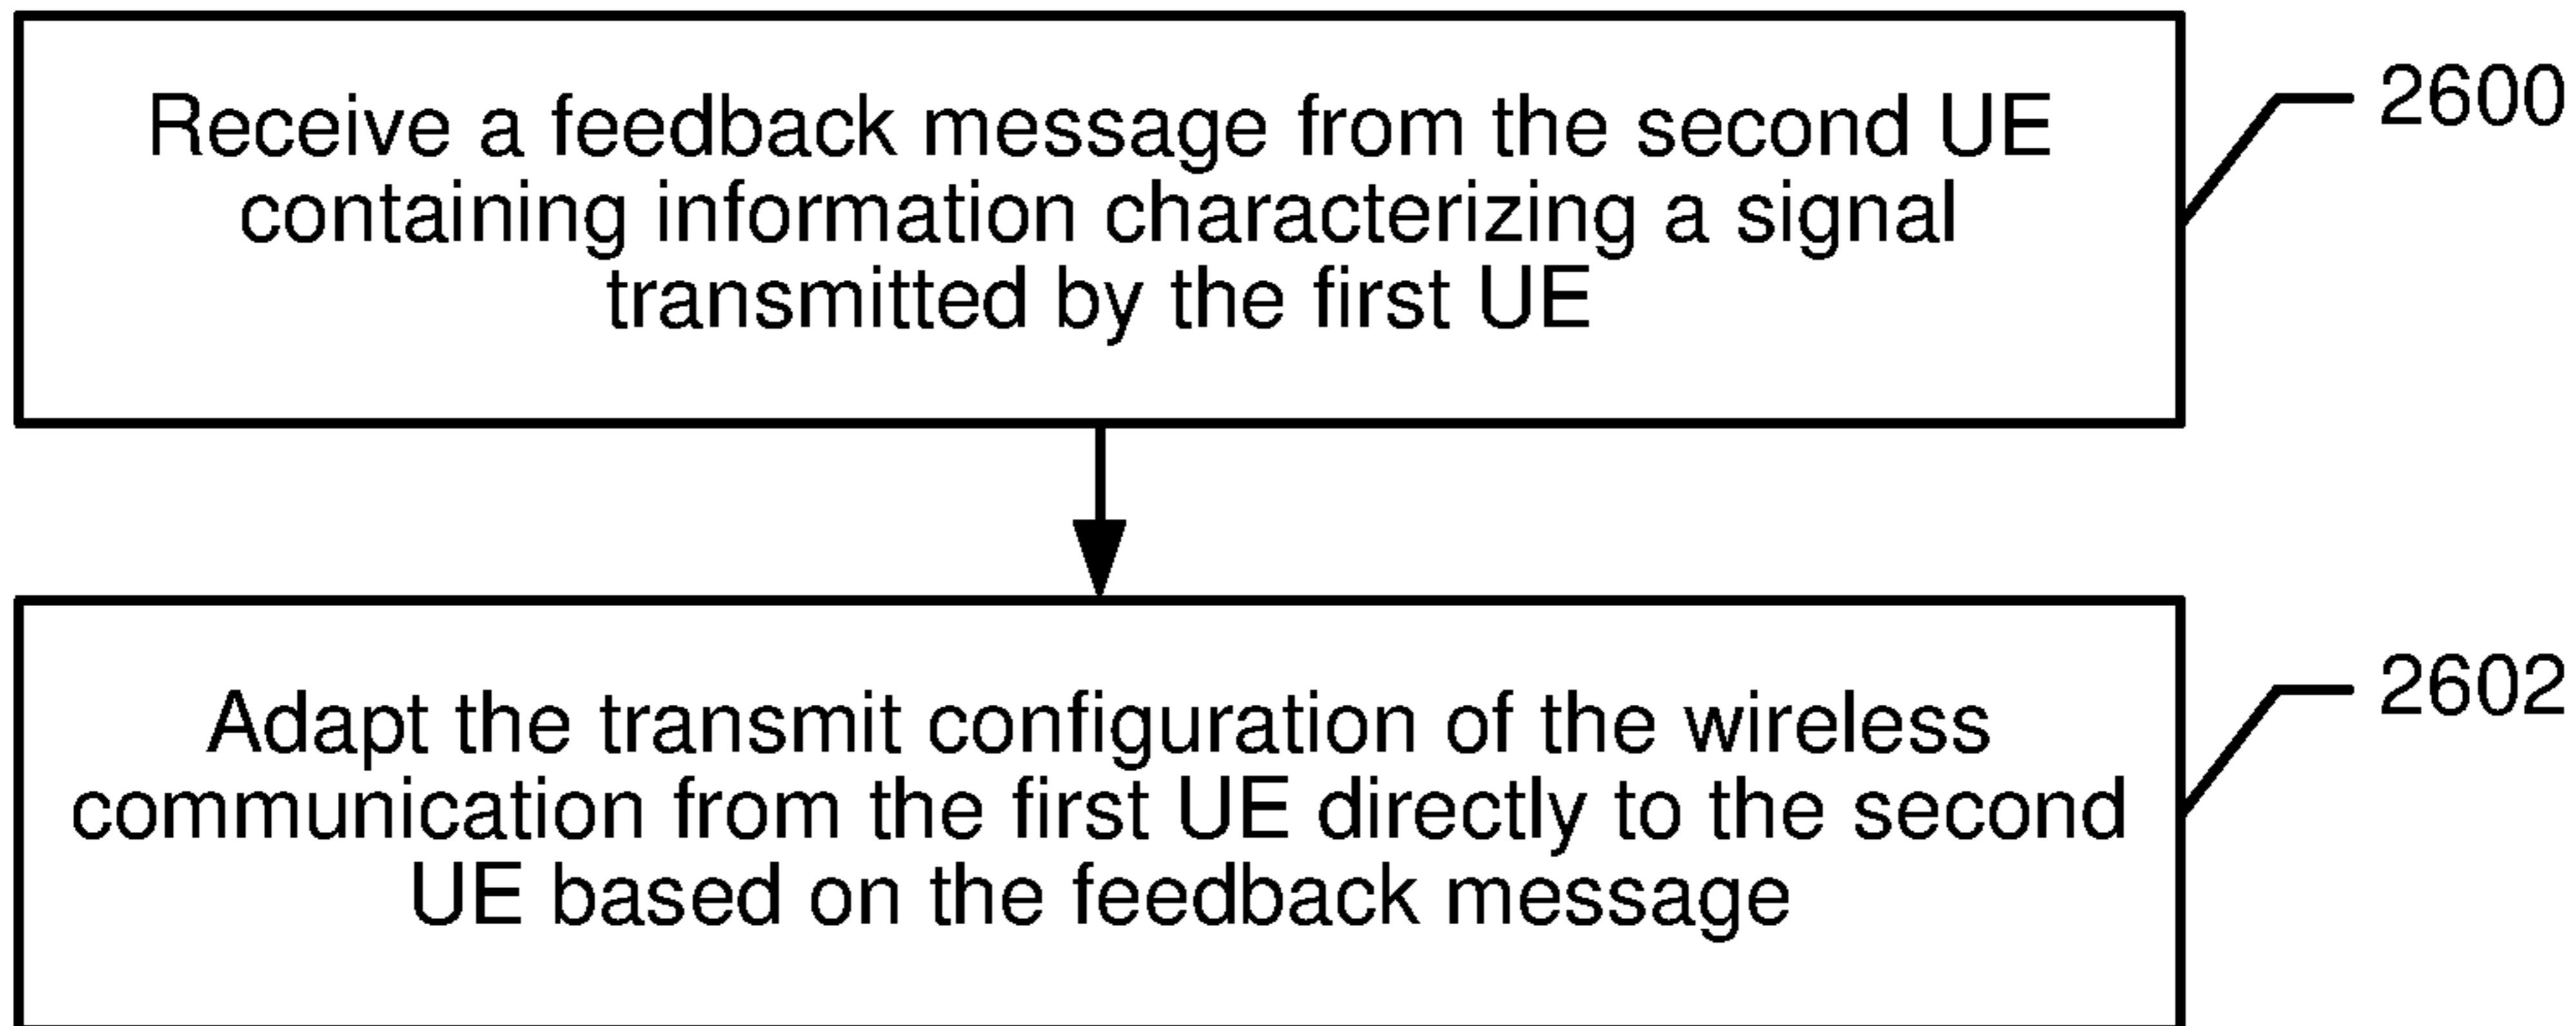 Receive a feedback message from the second UE
containing information characterizing a signal
transmitted by the first UE
2600
Adapt the transmit configuration of the wireless
communication from the first UE directly to the second
UE based on the feedback message
2602